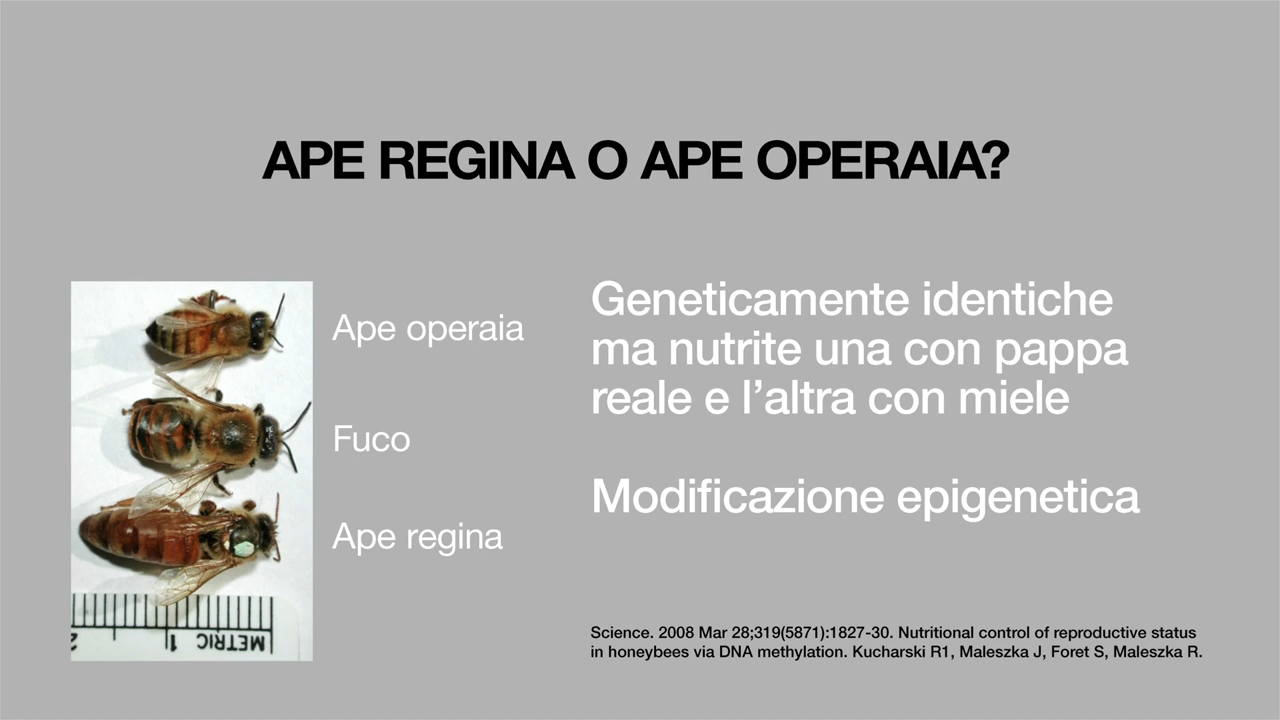 APE REGINA O APE OPERAIA?
Ape operaia
Fuco
Ape regina
2 1 METRIC
Geneticamente identiche
ma nutrite una con pappa
reale e l’altra con miele
Modificazione epigenetica
Science. 2008 Mar 28;319(5871):1827-30. Nutritional control of reproductive status
in honeybees via DNA methylation. Kucharski R1, Maleszka J, Foret S, Maleszka R.